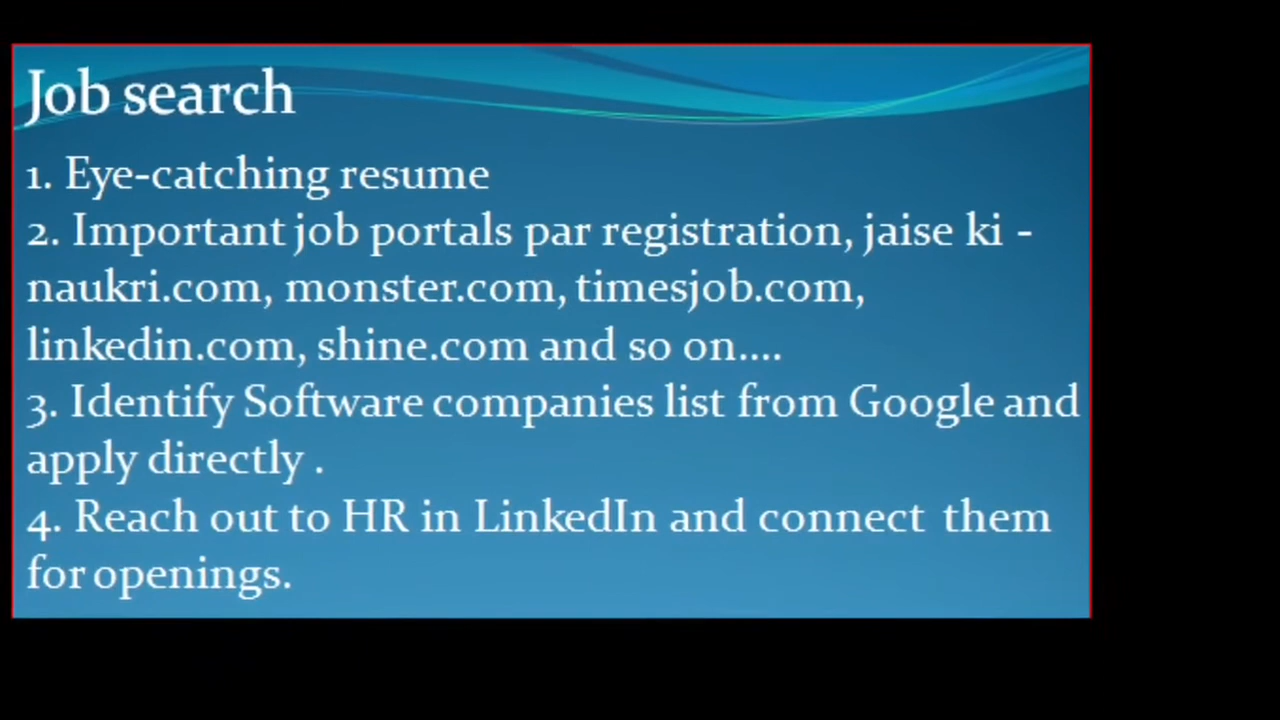 Job search
1. Eye-catching resume
2. Important job portals par registration, jaise ki -
naukri.com, monster.com, timesjob.com,
linkedin.com, shine.com and so on....
3. Identify Software companies list from Google and
apply directly .
4. Reach out to HR in LinkedIn and connect them
for openings.